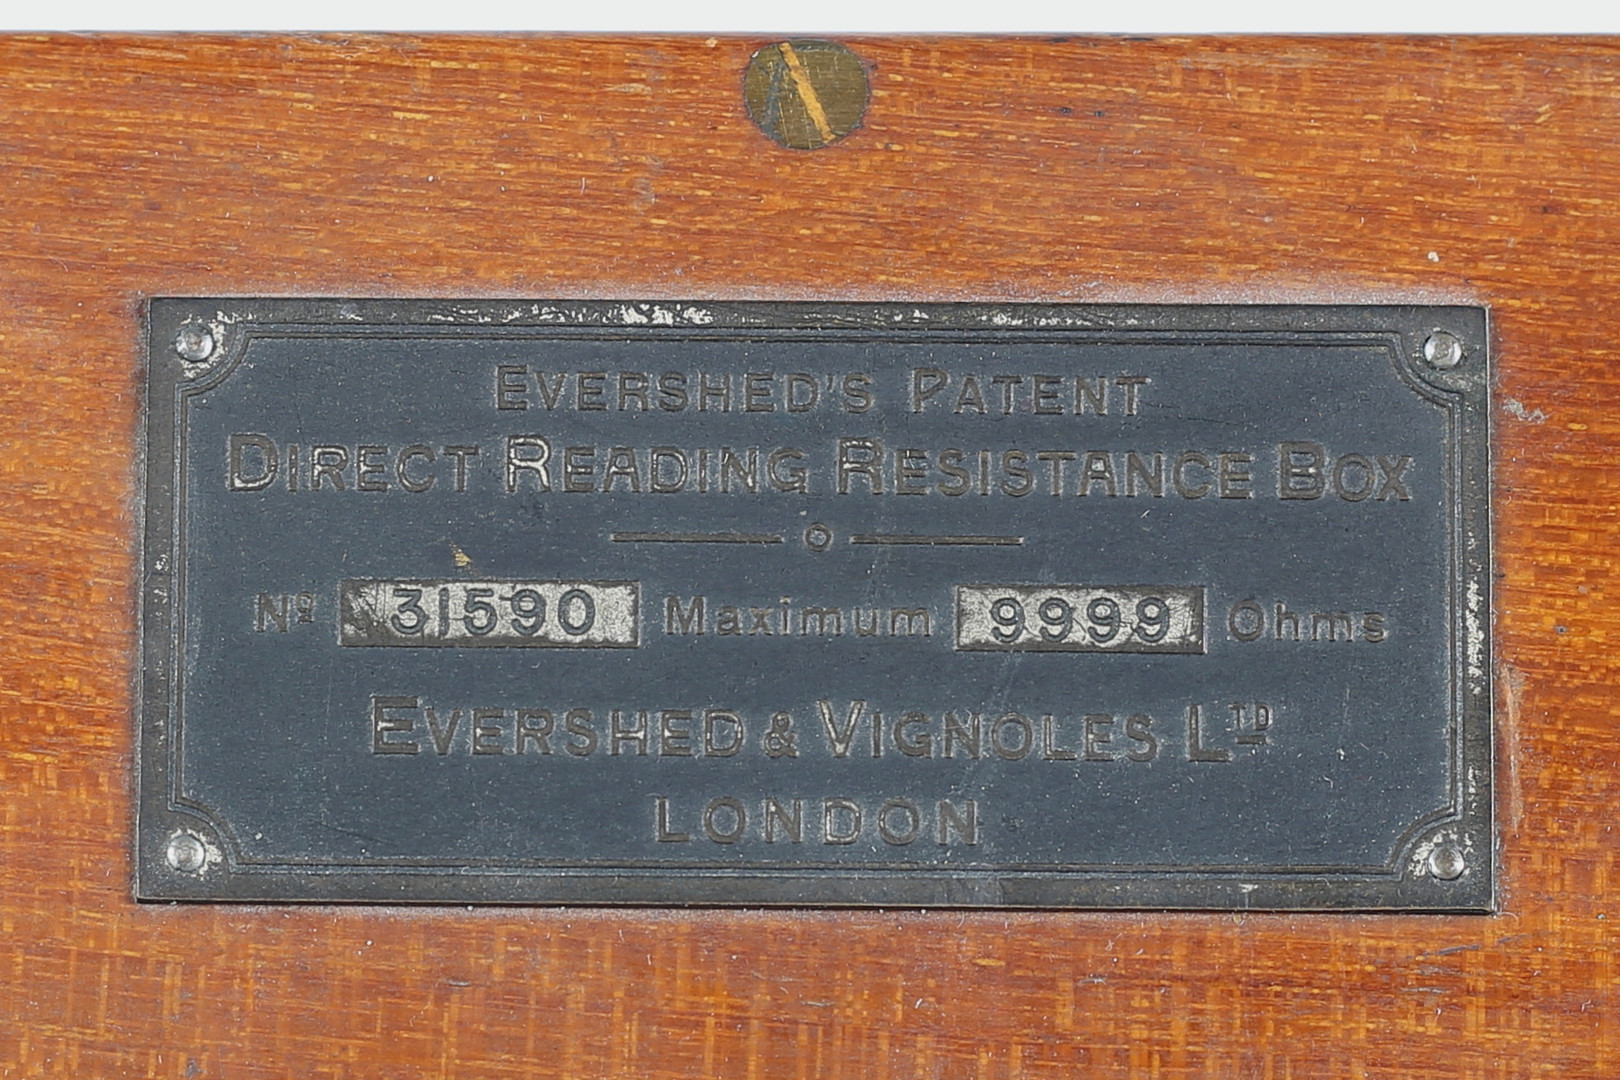 EVERSHED'S PATENT
DIRECT READING RESISTANCE BOX
Nº 31590 Maximum 9999 Ohms
EVERSHED & VIGNOLES LTD
LONDON